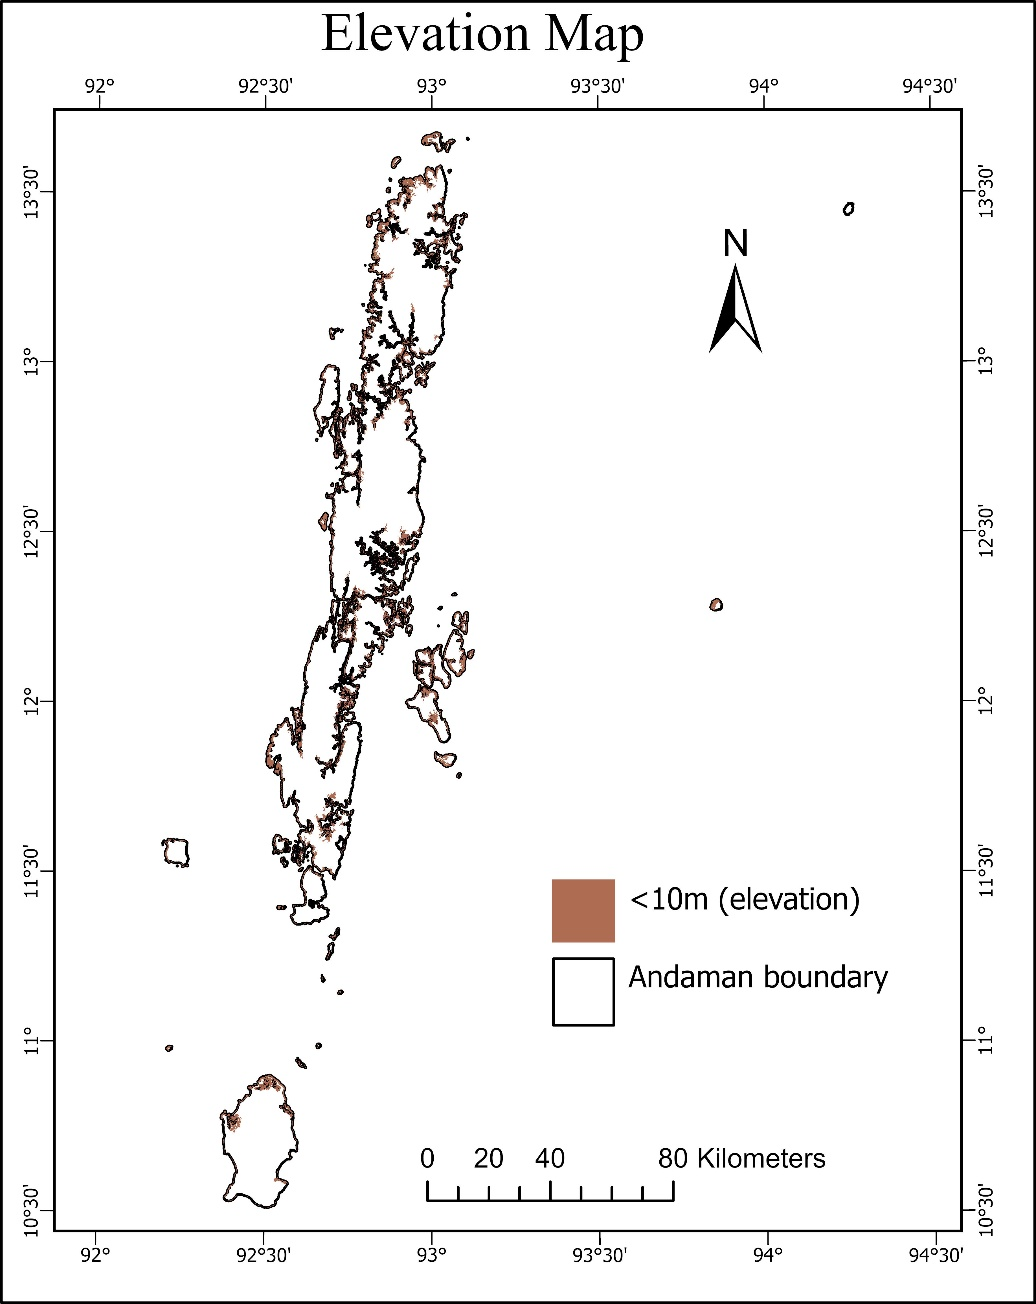 Elevation Map
92° 92°30' 93° 93°30' 94° 94°30'
13°30' 13°30'
N
13° 13°
12°30' 12°30'
12° 12°
11°30' 11°30'
<10m (elevation)
Andaman boundary
11° 11°
0 20 40 80 Kilometers
10°30' 10°30'
92° 92°30' 93° 93°30' 94° 94°30'